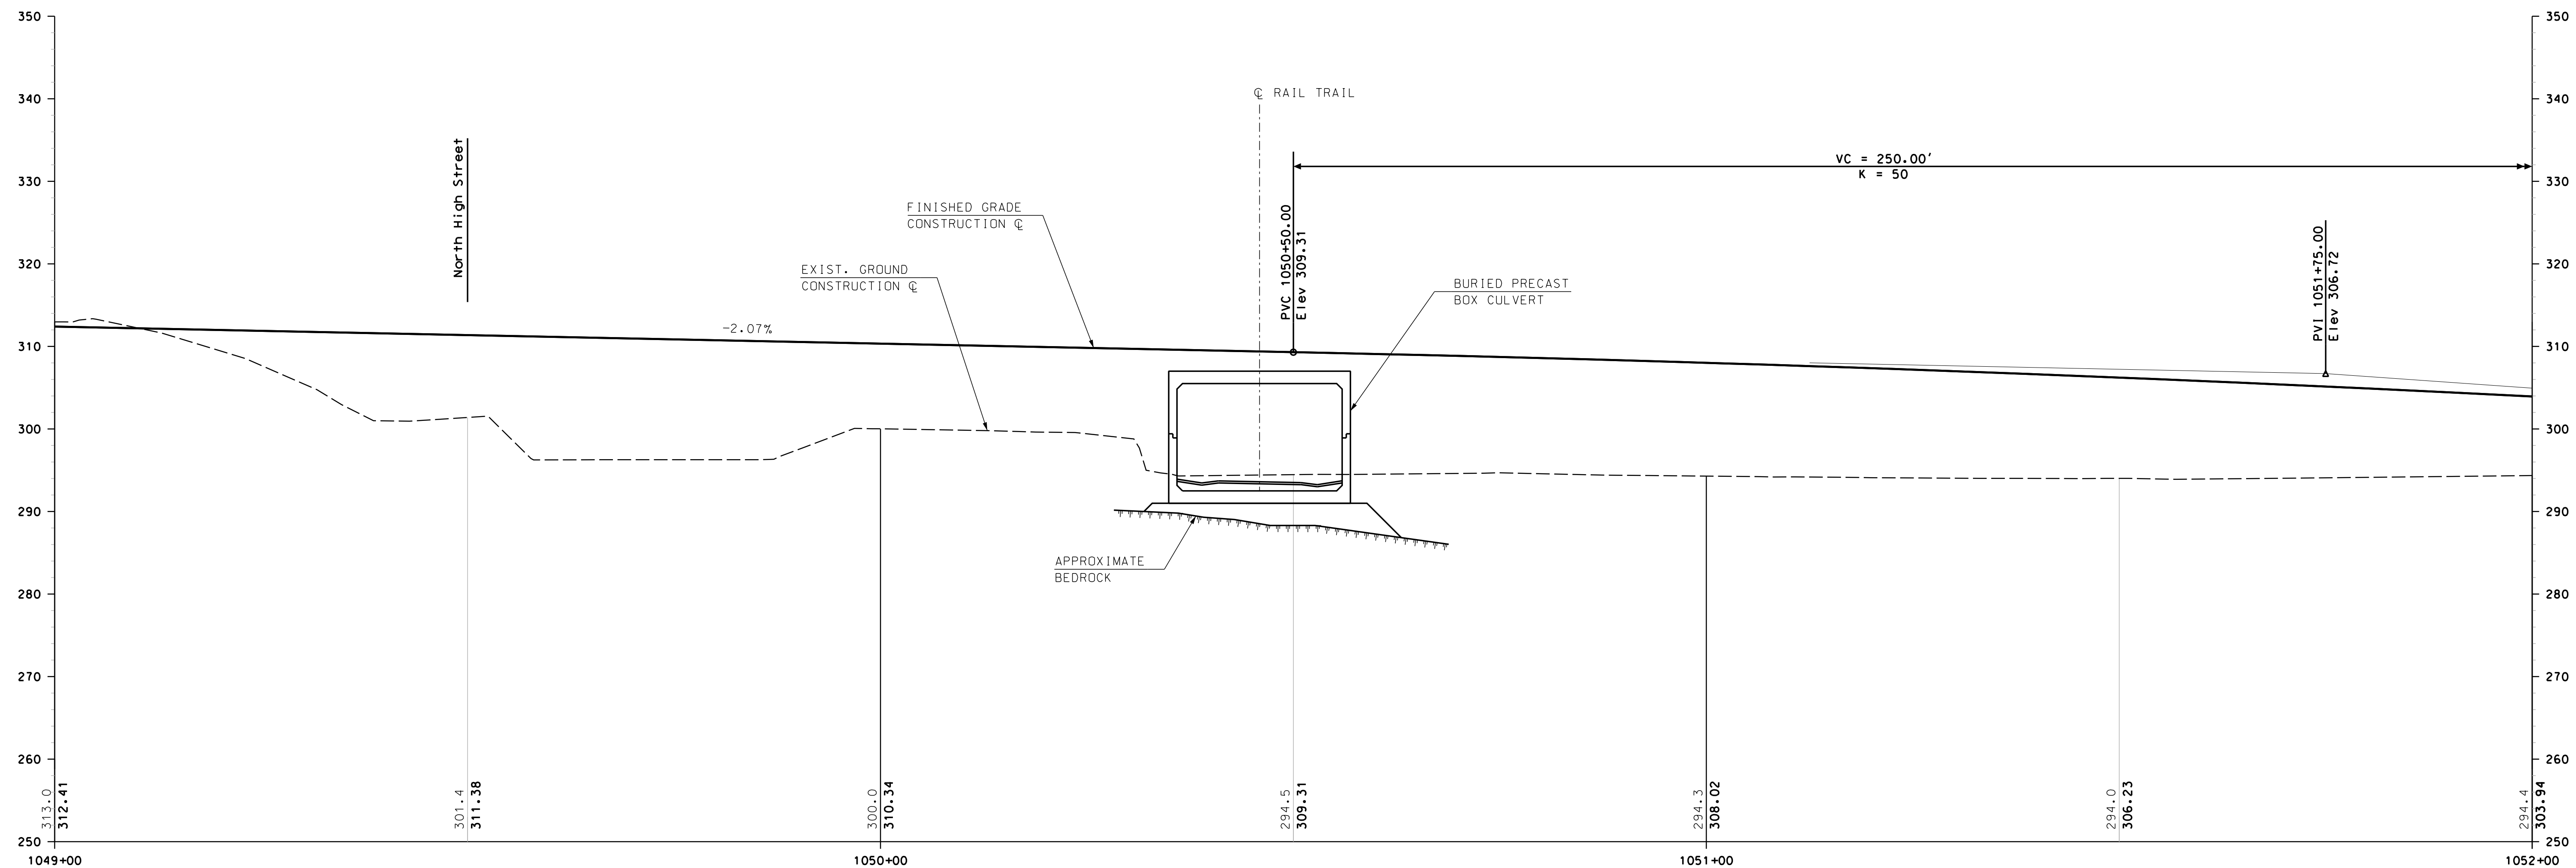 350
340
330
320
310
300
290
280
270
260
250
350
340
330
320
310
300
290
280
270
260
250
North High Street
℄ RAIL TRAIL
FINISHED GRADE
CONSTRUCTION ℄
EXIST. GROUND
CONSTRUCTION ℄
-2.07%
PVC 1050+50.00
Elev 309.31
VC = 250.00'
K = 50
BURIED PRECAST
BOX CULVERT
PVI 1051+75.00
Elev 306.72
APPROXIMATE
BEDROCK
313.0
312.41
301.4
311.38
300.0
310.34
294.5
309.31
294.3
308.02
294.0
306.23
294.4
303.94
1049+00
1050+00
1051+00
1052+00